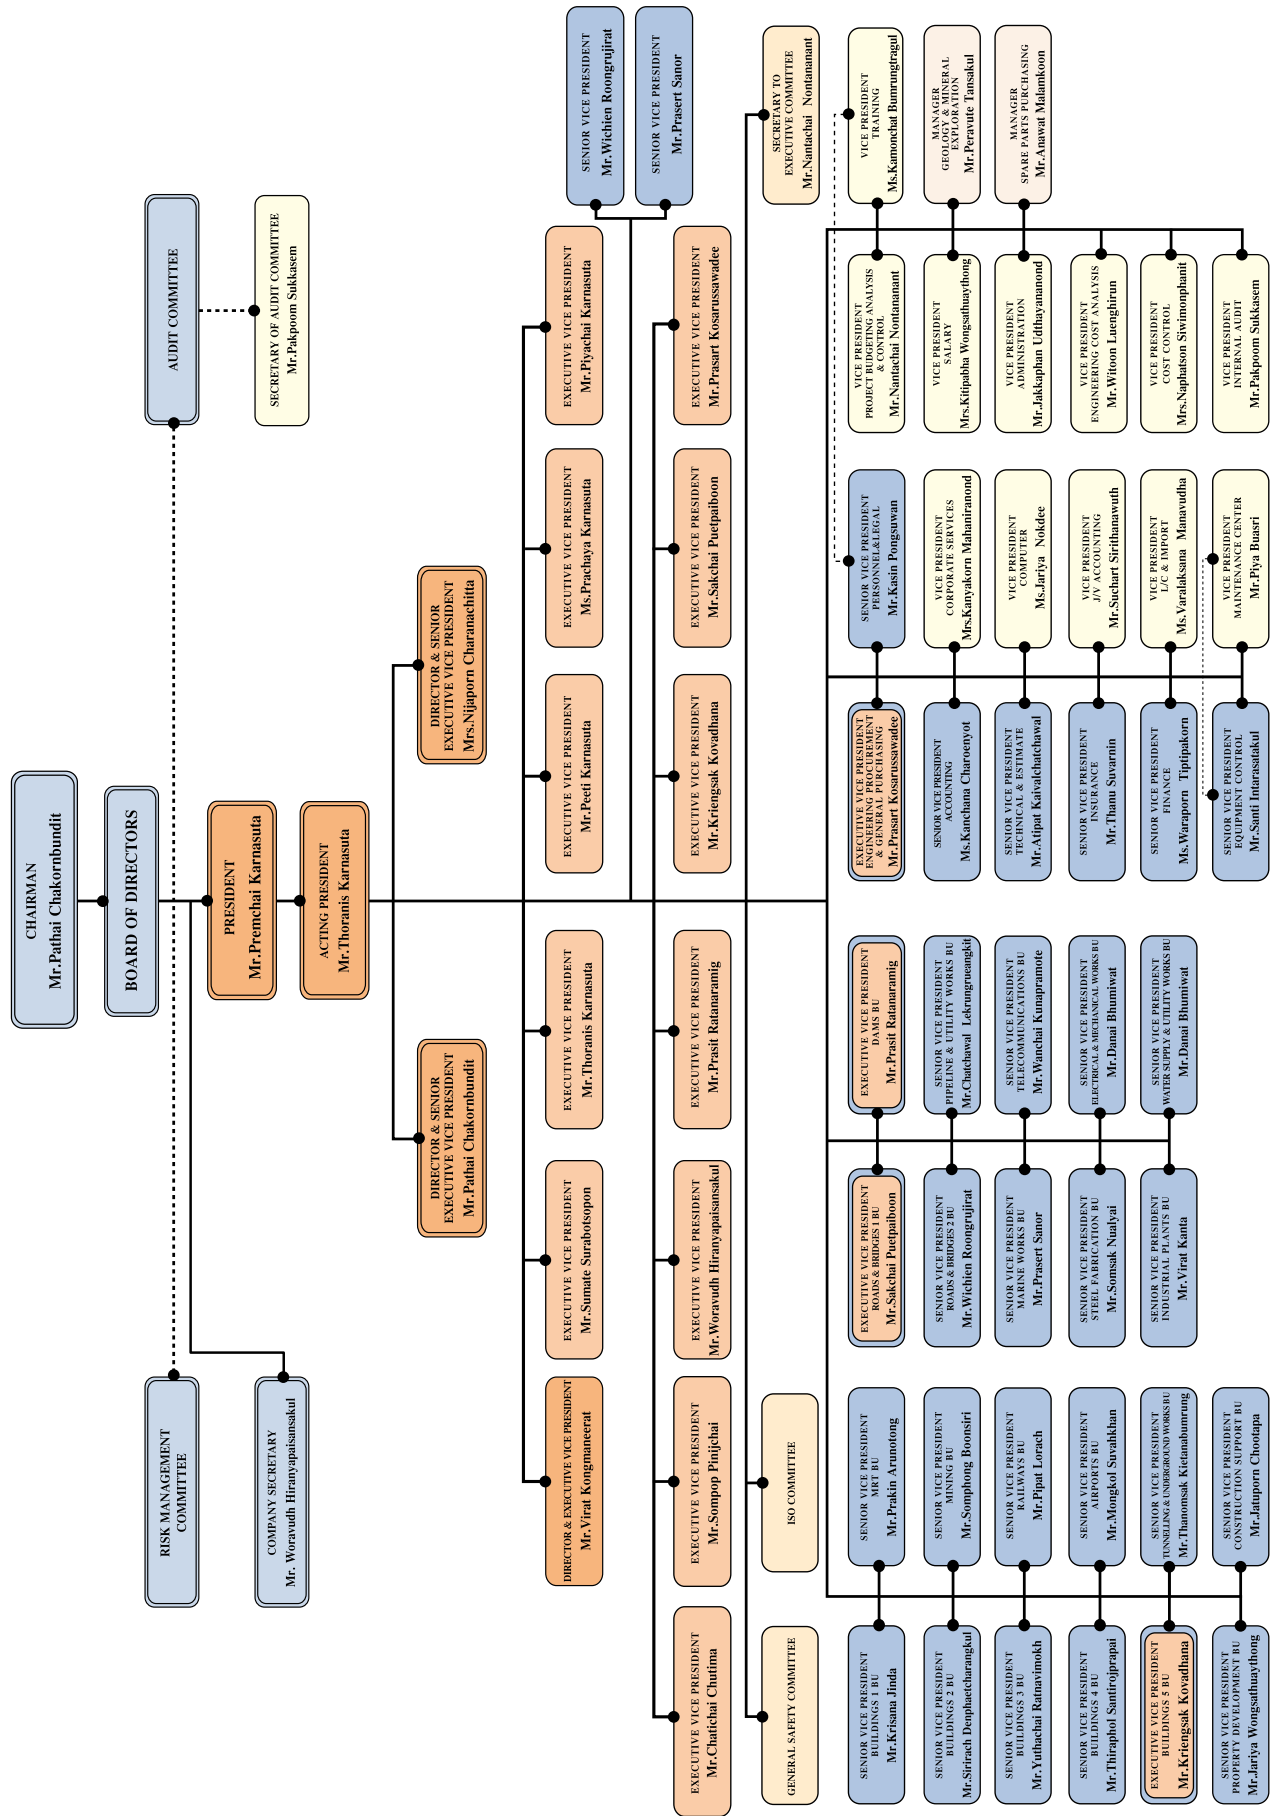 CHAIRMAN
Mr.Pathai Chakornbundit
BOARD OF DIRECTORS
RISK MANAGEMENT
COMMITTEE
AUDIT COMMITTEE
COMPANY SECRETARY
Mr. Woravudh Hiranyapaisansakul
SECRETARY OF AUDIT COMMITTEE
Mr.Pakpoom Sukkasem
PRESIDENT
Mr.Premchai Karnasuta
ACTING PRESIDENT
Mr.Thoranis Karnasuta
DIRECTOR & SENIOR
EXECUTIVE VICE PRESIDENT
Mr.Pathai Chakornbundit
DIRECTOR & SENIOR
EXECUTIVE VICE PRESIDENT
Mrs.Nijaporn Charanachitta
DIRECTOR & EXECUTIVE VICE PRESIDENT
Mr.Virat Kongmaneerat
EXECUTIVE VICE PRESIDENT
Mr.Sumate Surabotsopon
EXECUTIVE VICE PRESIDENT
Mr.Thoranis Karnasuta
EXECUTIVE VICE PRESIDENT
Mr.Peeti Karnasuta
EXECUTIVE VICE PRESIDENT
Ms.Prachaya Karnasuta
EXECUTIVE VICE PRESIDENT
Mr.Piyachai Karnasuta
SENIOR VICE PRESIDENT
Mr.Wichien Roongrujirat
SENIOR VICE PRESIDENT
Mr.Prasert Sanor
EXECUTIVE VICE PRESIDENT
Mr.Chatichai Chutima
EXECUTIVE VICE PRESIDENT
Mr.Sompop Pinijchai
EXECUTIVE VICE PRESIDENT
Mr.Woravudh Hiranyapaisansakul
EXECUTIVE VICE PRESIDENT
Mr.Prasit Ratanaramig
EXECUTIVE VICE PRESIDENT
Mr.Kriengsak Kovadhana
EXECUTIVE VICE PRESIDENT
Mr.Sakchai Puetpaiboon
EXECUTIVE VICE PRESIDENT
Mr.Prasart Kosarussawadee
GENERAL SAFETY COMMITTEE
ISO COMMITTEE
SECRETARY TO
EXECUTIVE COMMITTEE
Mr.Nantachai Nontananant
SENIOR VICE PRESIDENT
BUILDINGS 1 BU
Mr.Krisana Jinda
SENIOR VICE PRESIDENT
MRT BU
Mr.Prakin Arunotong
EXECUTIVE VICE PRESIDENT
ROADS & BRIDGES 1 BU
Mr.Sakchai Puetpaiboon
EXECUTIVE VICE PRESIDENT
DAMS BU
Mr.Prasit Ratanaramig
EXECUTIVE VICE PRESIDENT
ENGINEERING PROCUREMENT
& GENERAL PURCHASING
Mr.Prasart Kosarussawadee
SENIOR VICE PRESIDENT
PERSONNEL&LEGAL
Mr.Kasin Pongsuwan
VICE PRESIDENT
PROJECT BUDGETING ANALYSIS
& CONTROL
Mr.Nantachai Nontananant
VICE PRESIDENT
TRAINING
Ms.Kamonchat Bumrungtragul
SENIOR VICE PRESIDENT
BUILDINGS 2 BU
Mr.Sirirach Denphaetcharangkul
SENIOR VICE PRESIDENT
MINING BU
Mr.Somphong Boonsiri
SENIOR VICE PRESIDENT
ROADS & BRIDGES 2 BU
Mr.Wichien Roongrujirat
SENIOR VICE PRESIDENT
PIPELINE & UTILITY WORKS BU
Mr.Chatchawal Lekrungrueangkit
SENIOR VICE PRESIDENT
ACCOUNTING
Ms.Kanchana Charoenyot
VICE PRESIDENT
CORPORATE SERVICES
Mrs.Kanyakorn Mahaniranond
VICE PRESIDENT
SALARY
Mrs.Kitipabha Wongsathuaythong
MANAGER
GEOLOGY & MINERAL
EXPLORATION
Mr.Peravute Tansakul
SENIOR VICE PRESIDENT
BUILDINGS 3 BU
Mr.Yuthachai Ratnavimokh
SENIOR VICE PRESIDENT
RAILWAYS BU
Mr.Pipat Lorach
SENIOR VICE PRESIDENT
MARINE WORKS BU
Mr.Prasert Sanor
SENIOR VICE PRESIDENT
TELECOMMUNICATIONS BU
Mr.Wanchai Kunapramote
SENIOR VICE PRESIDENT
TECHNICAL & ESTIMATE
Mr.Atipat Kaivalchatchawal
VICE PRESIDENT
COMPUTER
Ms.Jariya Nokdee
VICE PRESIDENT
ADMINISTRATION
Mr.Jakkaphan Udthayananond
MANAGER
SPARE PARTS PURCHASING
Mr.Anawat Malamkoon
SENIOR VICE PRESIDENT
BUILDINGS 4 BU
Mr.Thiraphol Santirojprapai
SENIOR VICE PRESIDENT
AIRPORTS BU
Mr.Mongkol Suvahkhan
SENIOR VICE PRESIDENT
STEEL FABRICATION BU
Mr.Somsak Nualyai
SENIOR VICE PRESIDENT
ELECTRICAL & MECHANICAL WORKS BU
Mr.Danai Bhumiwat
SENIOR VICE PRESIDENT
INSURANCE
Mr.Thanu Suvarnin
VICE PRESIDENT
J/V ACCOUNTING
Mr.Suchart Sirithanawuth
VICE PRESIDENT
ENGINEERING COST ANALYSIS
Mr.Witoon Luenghirun
EXECUTIVE VICE PRESIDENT
BUILDINGS 5 BU
Mr.Kriengsak Kovadhana
SENIOR VICE PRESIDENT
TUNNELLING & UNDERGROUND WORKS BU
Mr.Thanomsak Kietanabumrung
SENIOR VICE PRESIDENT
INDUSTRIAL PLANTS BU
Mr.Virat Kanta
SENIOR VICE PRESIDENT
WATER SUPPLY & UTILITY WORKS BU
Mr.Danai Bhumiwat
SENIOR VICE PRESIDENT
FINANCE
Ms.Waraporn Tiptipakorn
VICE PRESIDENT
L/C & IMPORT
Ms.Varalaksana Manavudha
VICE PRESIDENT
COST CONTROL
Mrs.Naphatson Siwimonphanit
SENIOR VICE PRESIDENT
PROPERTY DEVELOPMENT BU
Mr.Jariya Wongsathuaythong
SENIOR VICE PRESIDENT
CONSTRUCTION SUPPORT BU
Mr.Jatuporn Chootapa
SENIOR VICE PRESIDENT
EQUIPMENT CONTROL
Mr.Santi Intarasatakul
VICE PRESIDENT
MAINTENANCE CENTER
Mr.Piya Buasri
VICE PRESIDENT
INTERNAL AUDIT
Mr.Pakpoom Sukkasem